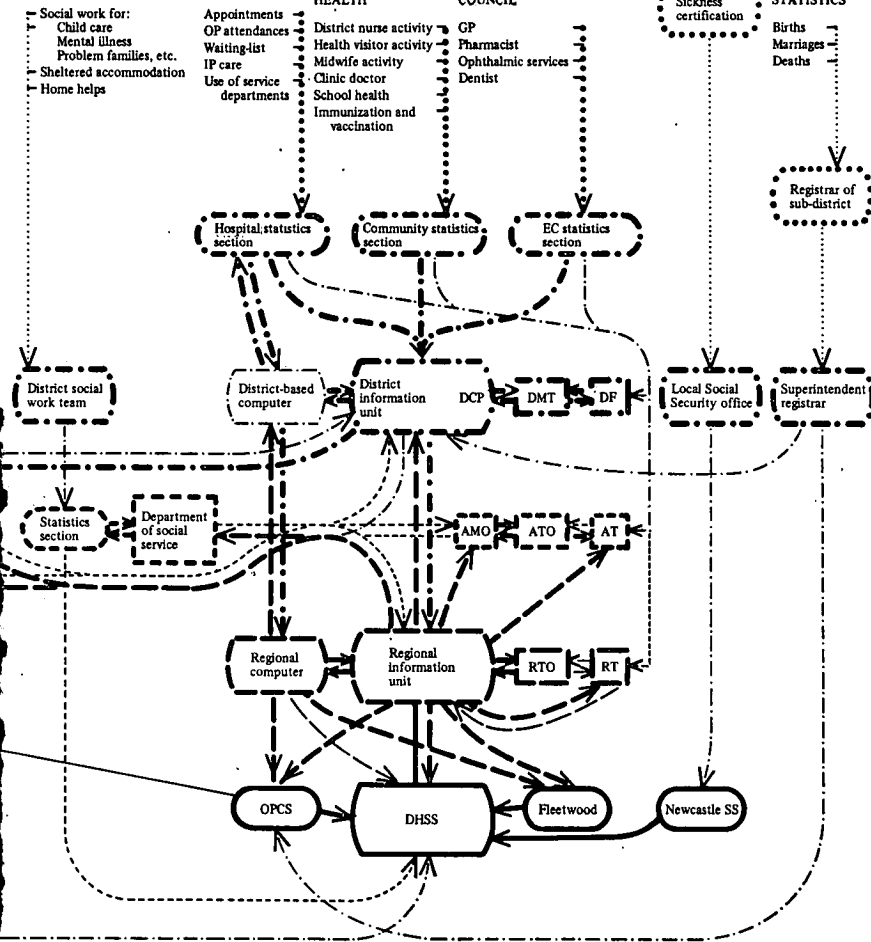 HEALTH
COUNCIL
Sickness
certification
STATISTICS
Social work for:
Child care
Mental illness
Problem families, etc.
Sheltered accommodation
Home helps
Appointments
OP attendances
Waiting-list
IP care
Use of service
departments
District nurse activity
Health visitor activity
Midwife activity
Clinic doctor
School health
Immunization and
vaccination
GP
Pharmacist
Ophthalmic services
Dentist
Births
Marriages
Deaths
Registrar of
sub-district
Hospital statistics
section
Community statistics
section
EC statistics
section
District social
work team
District-based
computer
District
information
unit
DCP
DMT
DF
Local Social
Security office
Superintendent
registrar
Statistics
section
Department
of social
service
AMO
ATO
AT
Regional
computer
Regional
information
unit
RTO
RT
OPCS
DHSS
Fleetwood
Newcastle SS